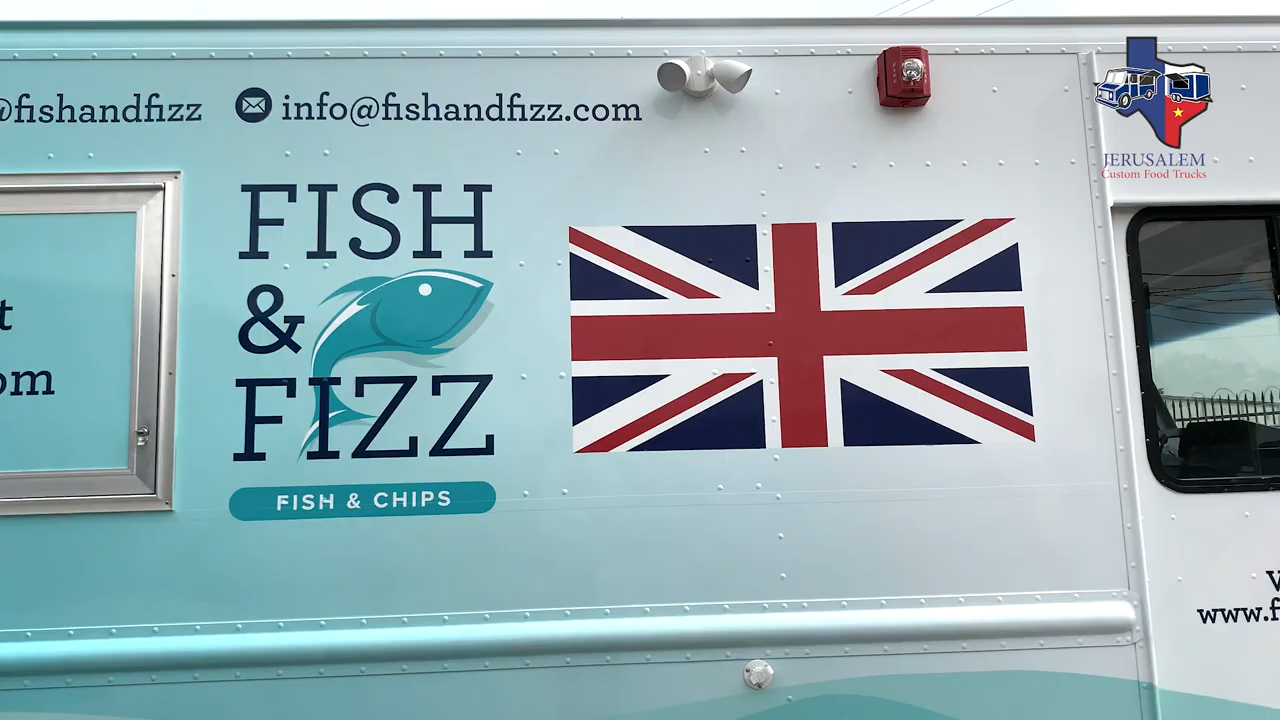 @fishandfizz info@fishandfizz.com
FISH
&
FIZZ
FISH & CHIPS
JERUSALEM
Custom Food Trucks